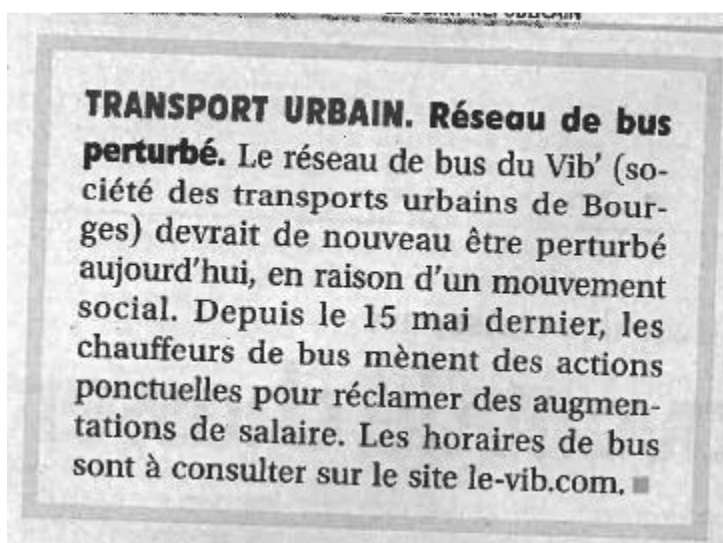 TRANSPORT URBAIN. Réseau de bus
perturbé. Le réseau de bus du Vib' (so-
ciété des transports urbains de Bour-
ges) devrait de nouveau être perturbé
aujourd'hui, en raison d'un mouvement
social. Depuis le 15 mai dernier, les
chauffeurs de bus mènent des actions
ponctuelles pour réclamer des augmen-
tations de salaire. Les horaires de bus
sont à consulter sur le site le-vib.com.